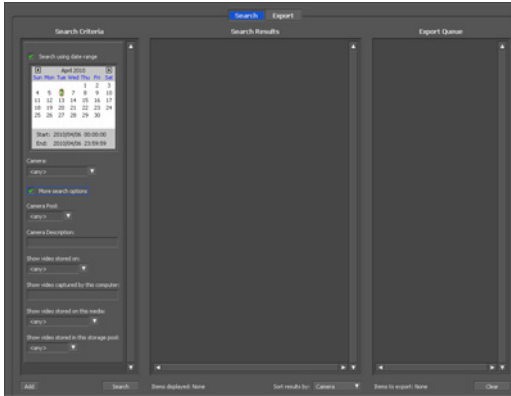 Search Export
Search Criteria
Search Results
Export Queue
Search using date range
April 2010
Sun Mon Tue Wed Thu Fri Sat
1 2 3
4 5 6 7 8 9 10
11 12 13 14 15 16 17
18 19 20 21 22 23 24
25 26 27 28 29 30
Start: 2010/04/06 00:00:00
End: 2010/04/06 23:59:59
Camera:
<any>
More search options
Camera Pool:
<any>
Camera Description:
Show video stored on:
<any>
Show video captured by this computer:
Show video stored on this media:
<any>
Show video stored in this storage pool:
<any>
Add Search Items displayed: None Sort results by: Camera Items to export: None Clear